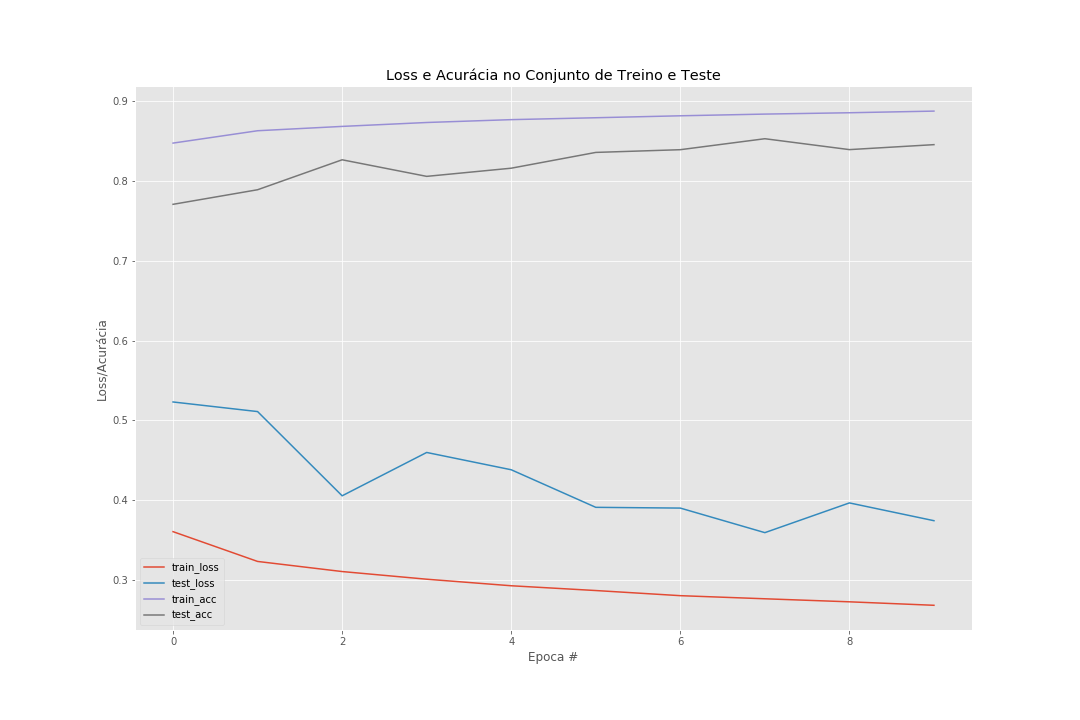 Loss e Acurácia no Conjunto de Treino e Teste
0.9
0.8
0.7
0.6
0.5
0.4
0.3
Loss/Acurácia
train_loss
test_loss
train_acc
test_acc
0 2 4 6 8
Epoca #